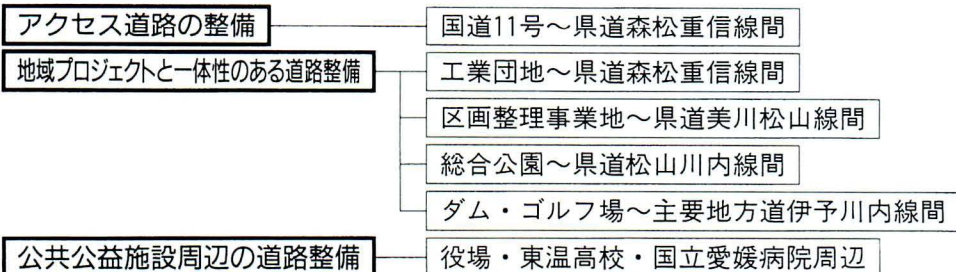 アクセス道路の整備
国道11号〜県道森松重信線間
地域プロジェクトと一体性のある道路整備
工業団地〜県道森松重信線間
区画整理事業地〜県道美川松山線間
総合公園〜県道松山川内線間
ダム・ゴルフ場〜主要地方道伊予川内線間
公共公益施設周辺の道路整備
役場・東温高校・国立愛媛病院周辺